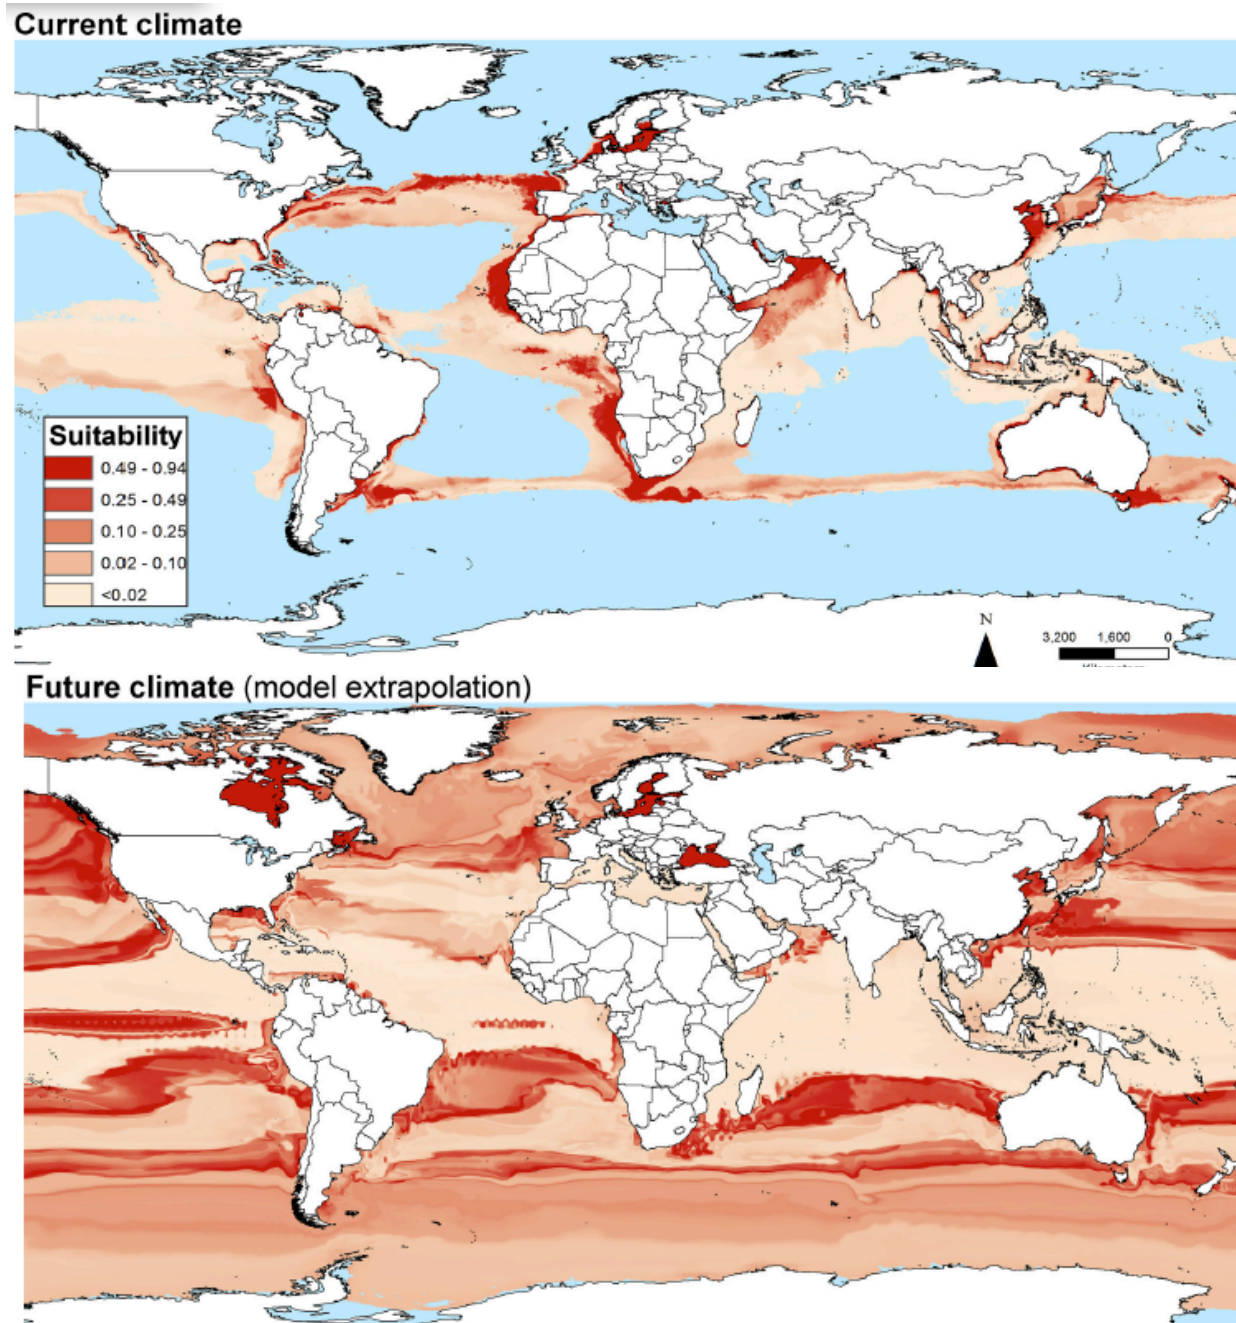 Current climate
Suitability
0.49 - 0.94
0.25 - 0.49
0.10 - 0.25
0.02 - 0.10
<0.02
N
3,200 1,600 0
Future climate (model extrapolation)